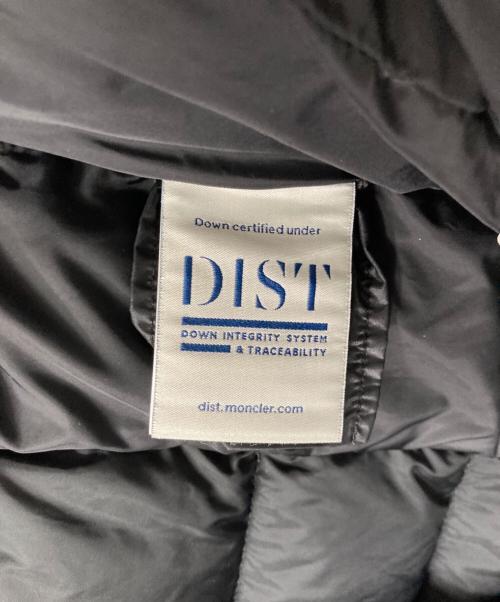 Down certified under
DIST
DOWN INTEGRITY SYSTEM
& TRACEABILITY
dist.moncler.com